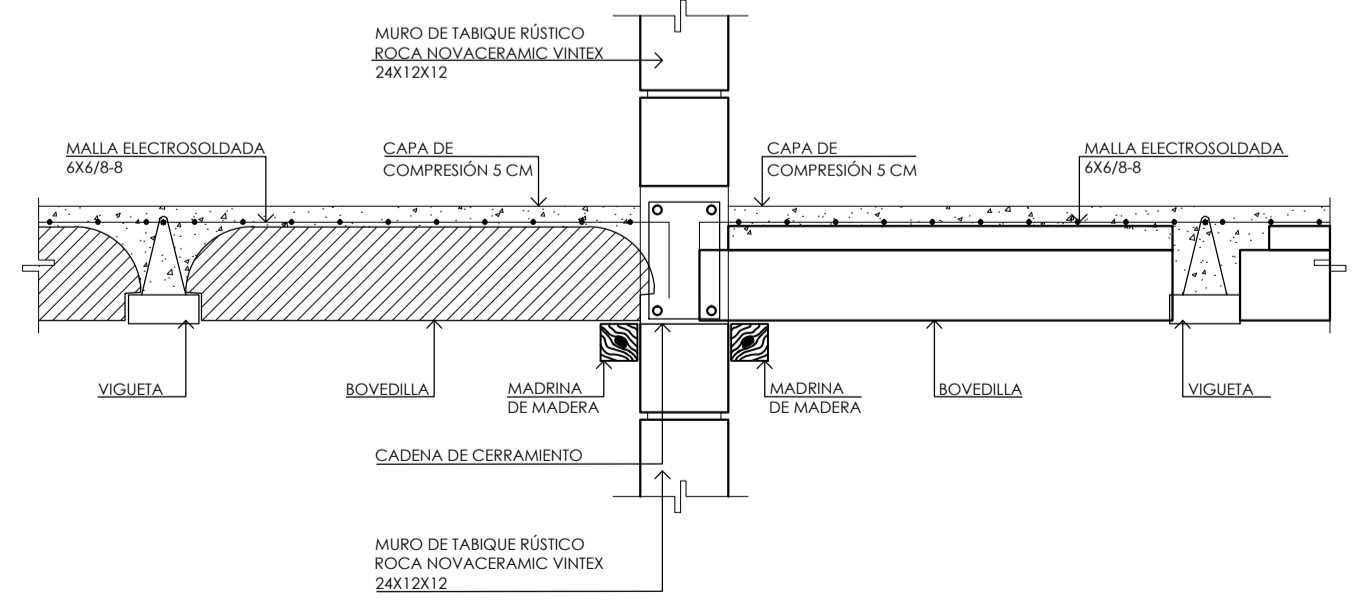 MURO DE TABIQUE RÚSTICO
ROCA NOVACERAMIC VINTEX
24X12X12
MALLA ELECTROSOLDADA
6X6/8-8
CAPA DE
COMPRESIÓN 5 CM
CAPA DE
COMPRESIÓN 5 CM
MALLA ELECTROSOLDADA
6X6/8-8
VIGUETA
BOVEDILLA
MADRINA
DE MADERA
MADRINA
DE MADERA
BOVEDILLA
VIGUETA
CADENA DE CERRAMIENTO
MURO DE TABIQUE RÚSTICO
ROCA NOVACERAMIC VINTEX
24X12X12